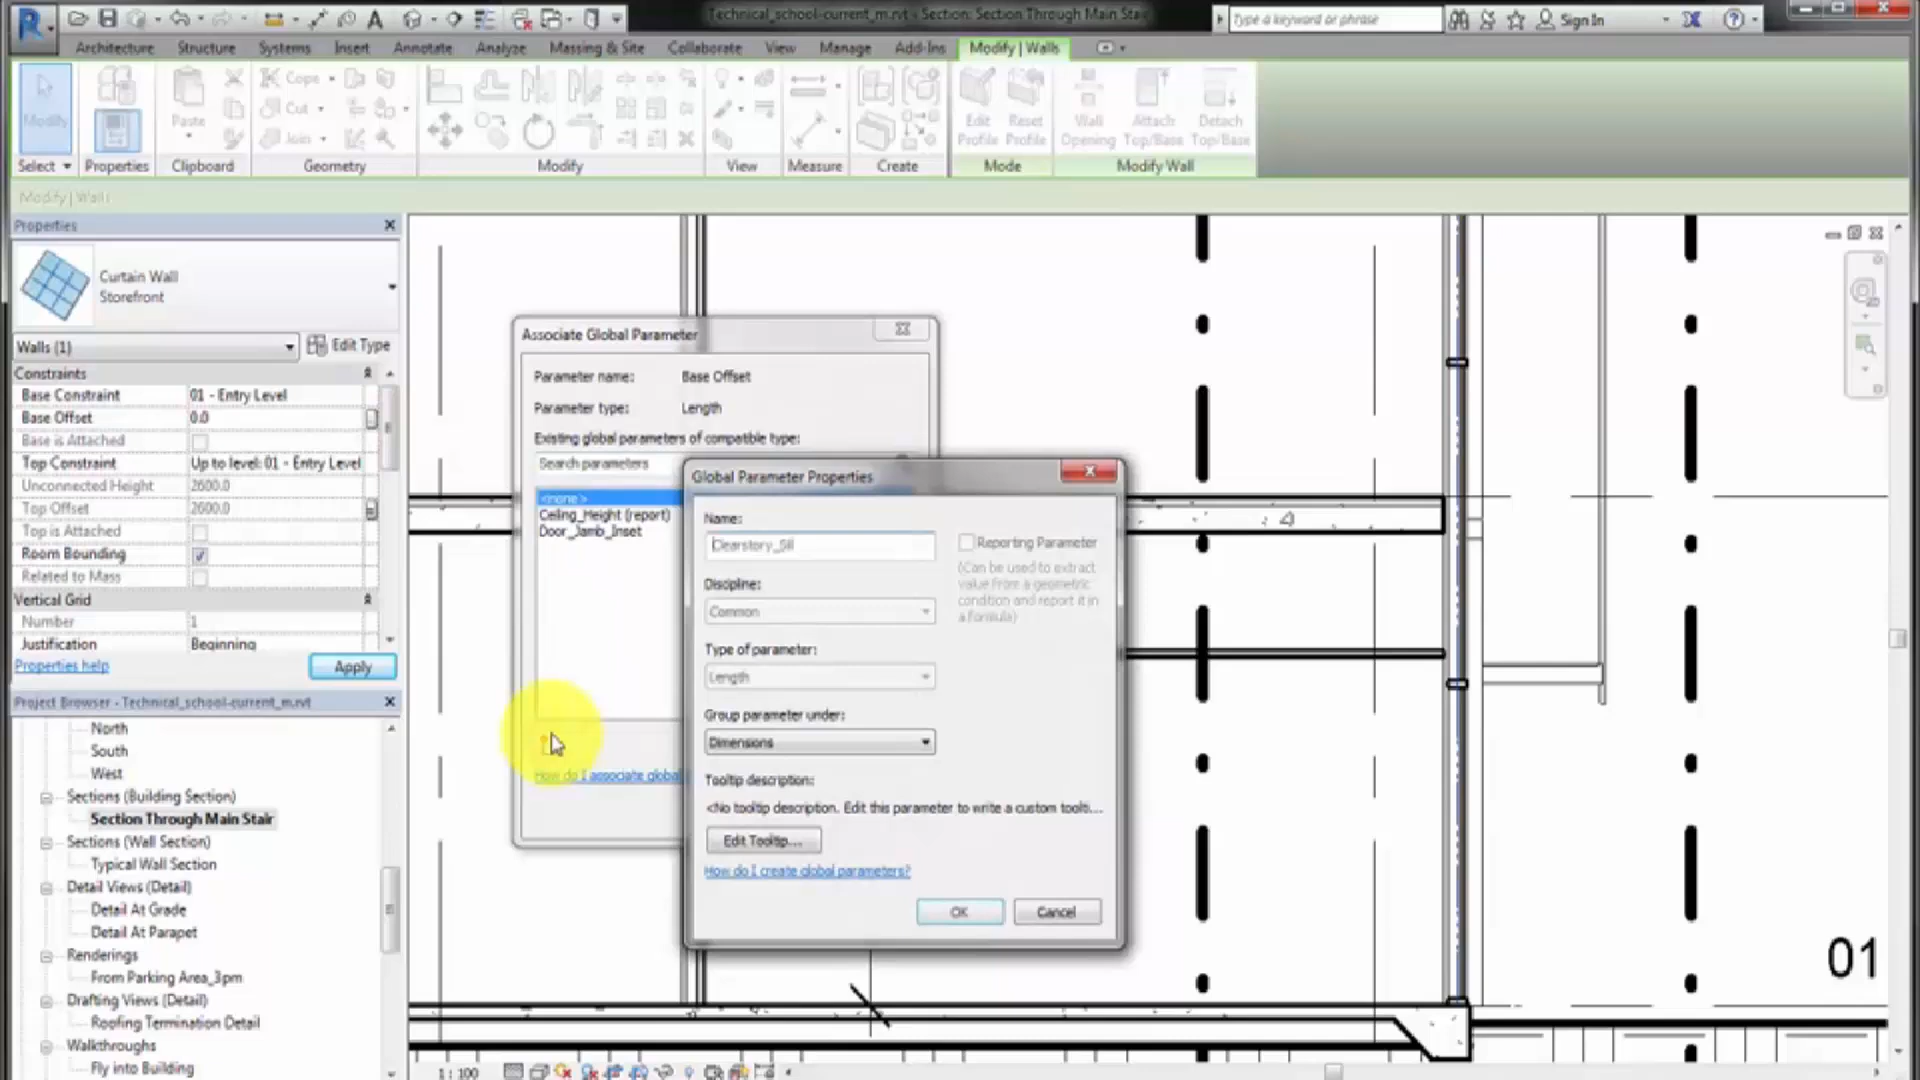 Technical_school-current_m.rvt - Section: Section Through Main Stair
Type a keyword or phrase
Sign In
Architecture Structure Systems Insert Annotate Analyze Massing & Site Collaborate View Manage Add-Ins Modify | Walls
Modify
Paste
Cope
Cut
Join
Edit Profile
Reset Profile
Wall Opening
Attach Top/Base
Detach Top/Base
Select Properties Clipboard Geometry Modify View Measure Create Mode Modify Wall
Modify | Walls
Properties
Curtain Wall
Storefront
Walls (1)
Edit Type
Constraints
Base Constraint 01 - Entry Level
Base Offset 0.0
Base is Attached
Top Constraint Up to level: 01 - Entry Level
Unconnected Height 2600.0
Top Offset 2600.0
Top is Attached
Room Bounding
Related to Mass
Vertical Grid
Number 1
Justification Beginning
Properties help
Apply
Project Browser - Technical_school-current_m.rvt
North
South
West
Sections (Building Section)
Section Through Main Stair
Sections (Wall Section)
Typical Wall Section
Detail Views (Detail)
Detail At Grade
Detail At Parapet
Renderings
From Parking Area_3pm
Drafting Views (Detail)
Roofing Termination Detail
Walkthroughs
Fly into Building
Associate Global Parameter
Parameter name: Base Offset
Parameter type: Length
Existing global parameters of compatible type:
Search parameters
<none>
Ceiling_Height (report)
Door_Jamb_Inset
How do I associate global
Global Parameter Properties
Name:
Clearstory_Sill
Reporting Parameter
(Can be used to extract
value from a geometric
condition and report it in
a formula)
Discipline:
Common
Type of parameter:
Length
Group parameter under:
Dimensions
Tooltip description:
<No tooltip description. Edit this parameter to write a custom toolti...
Edit Tooltip...
How do I create global parameters?
OK
Cancel
01
1 : 100